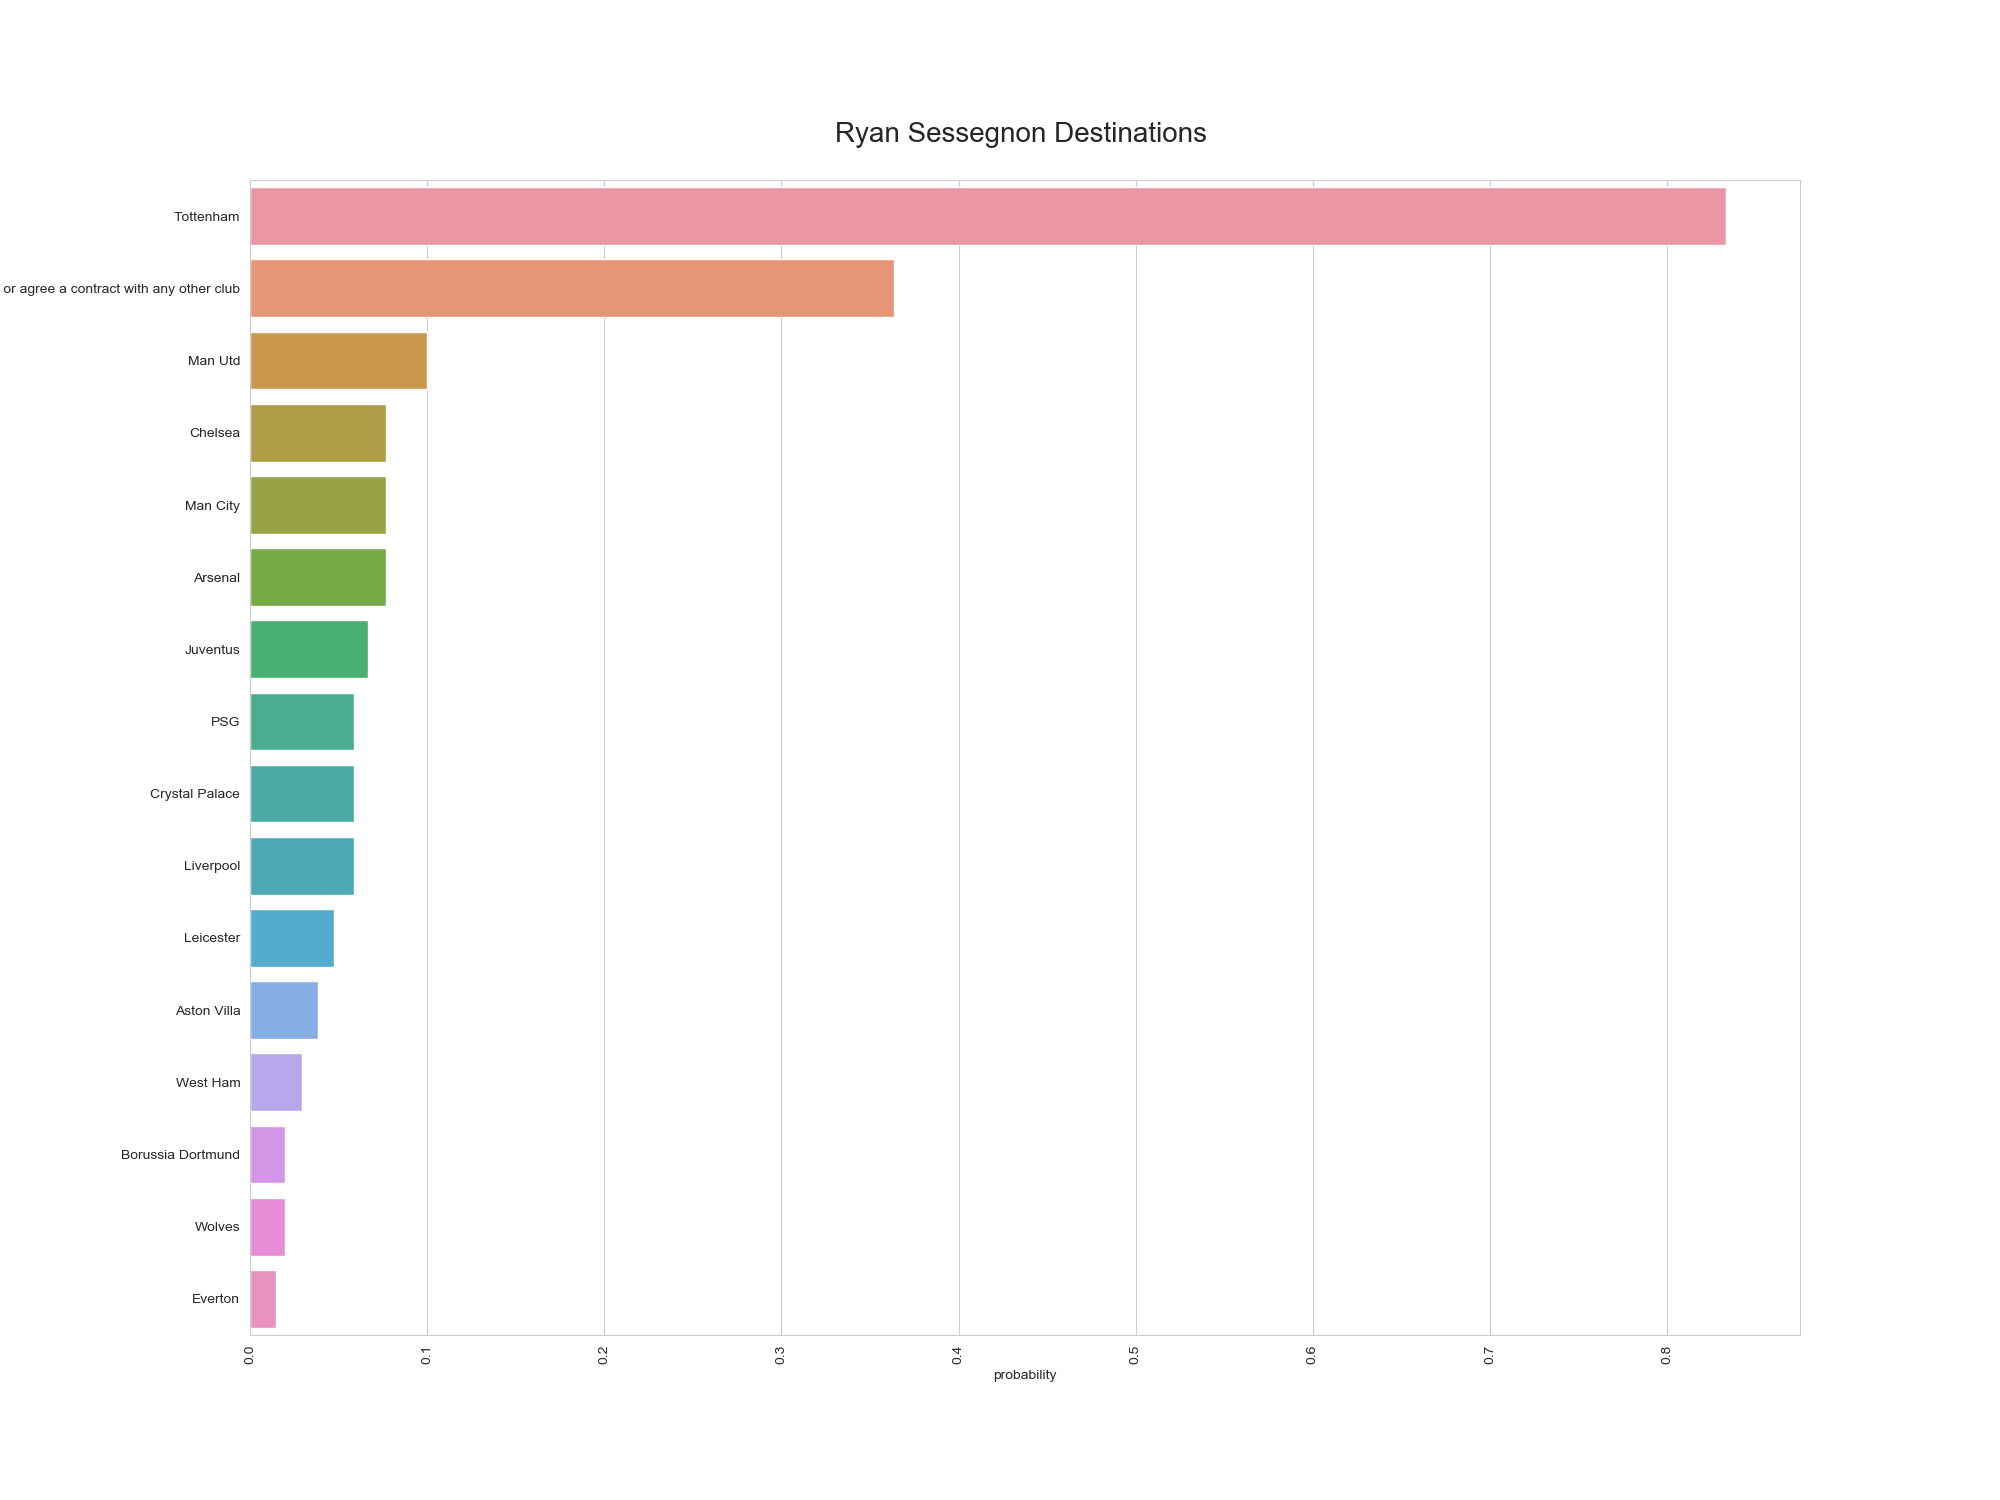 Ryan Sessegnon Destinations
Tottenham
or agree a contract with any other club
Man Utd
Chelsea
Man City
Arsenal
Juventus
PSG
Crystal Palace
Liverpool
Leicester
Aston Villa
West Ham
Borussia Dortmund
Wolves
Everton
0.0 0.1 0.2 0.3 0.4 0.5 0.6 0.7 0.8
probability